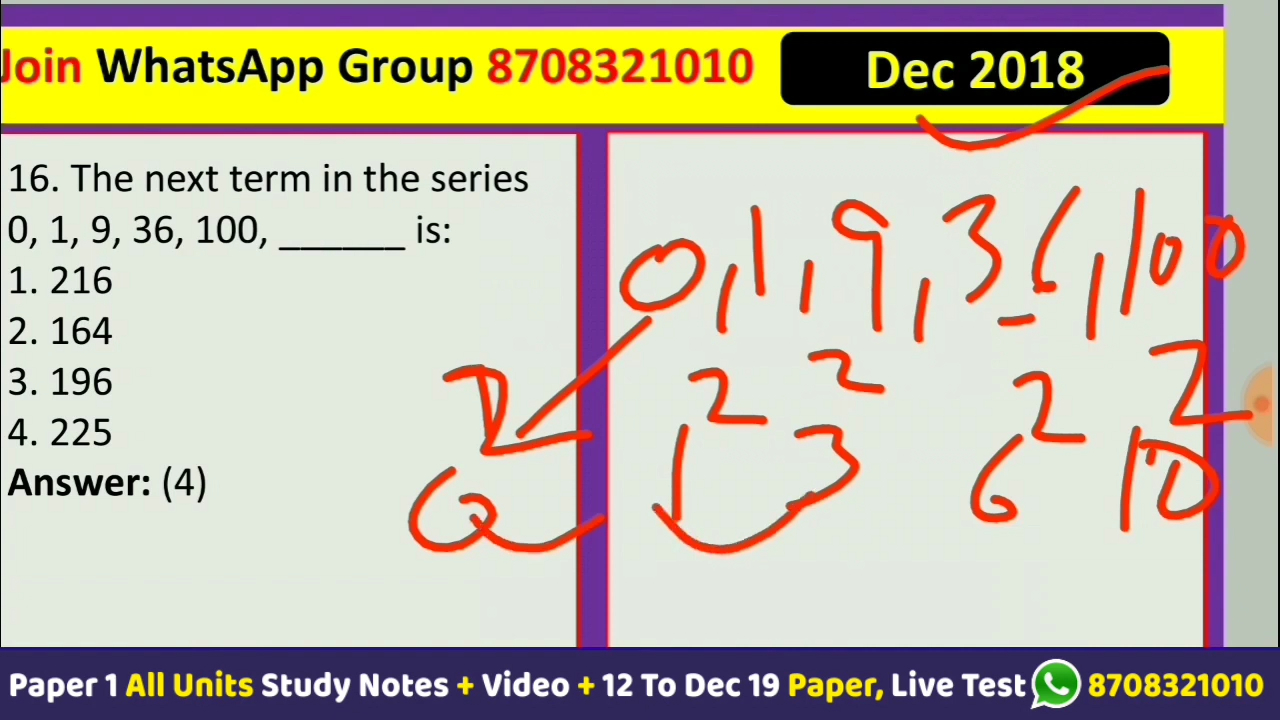 Join WhatsApp Group 8708321010
Dec 2018
16. The next term in the series
0, 1, 9, 36, 100, ______ is:
1. 216
2. 164
3. 196
4. 225
Answer: (4)
0, 1, 9, 36, 100
0² 1² 3² 6² 10²
Paper 1 All Units Study Notes + Video + 12 To Dec 19 Paper, Live Test 8708321010